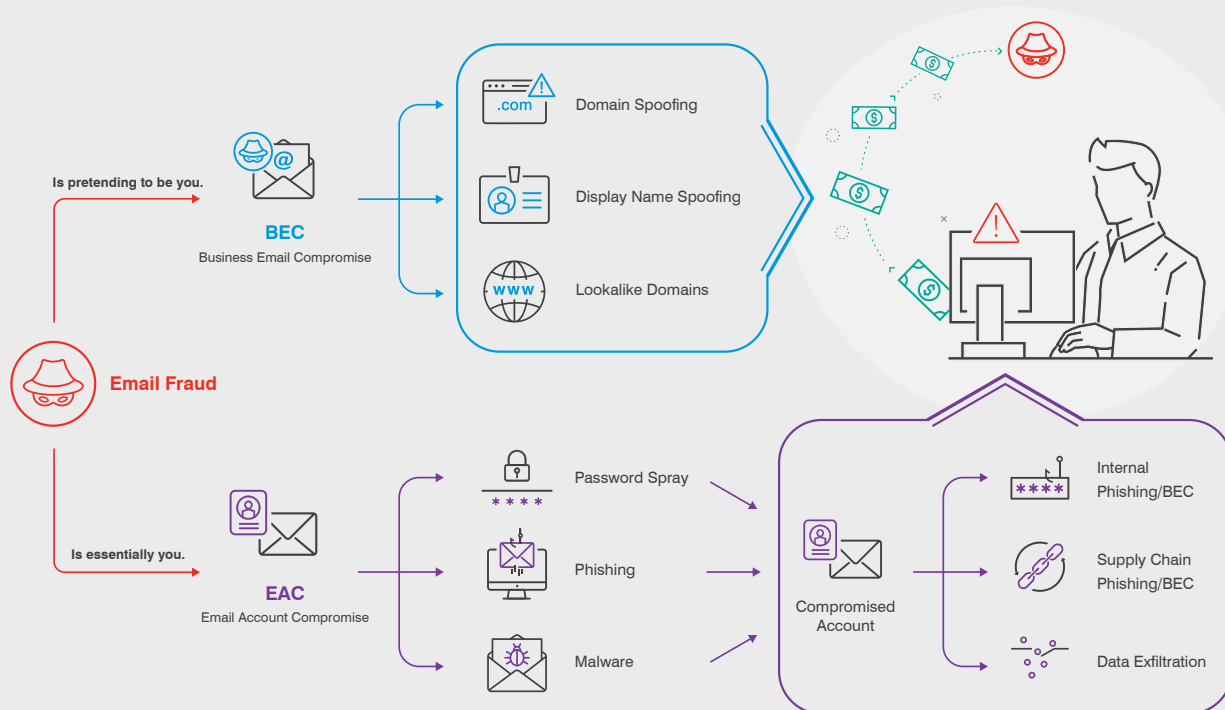 .com
Domain Spoofing
Is pretending to be you.
@
Display Name Spoofing
BEC
Business Email Compromise
www
Lookalike Domains
Email Fraud
Password Spray
* * * *
Internal
Phishing/BEC
****
Is essentially you.
EAC
Email Account Compromise
Phishing
Compromised
Account
Supply Chain
Phishing/BEC
Malware
Data Exfiltration